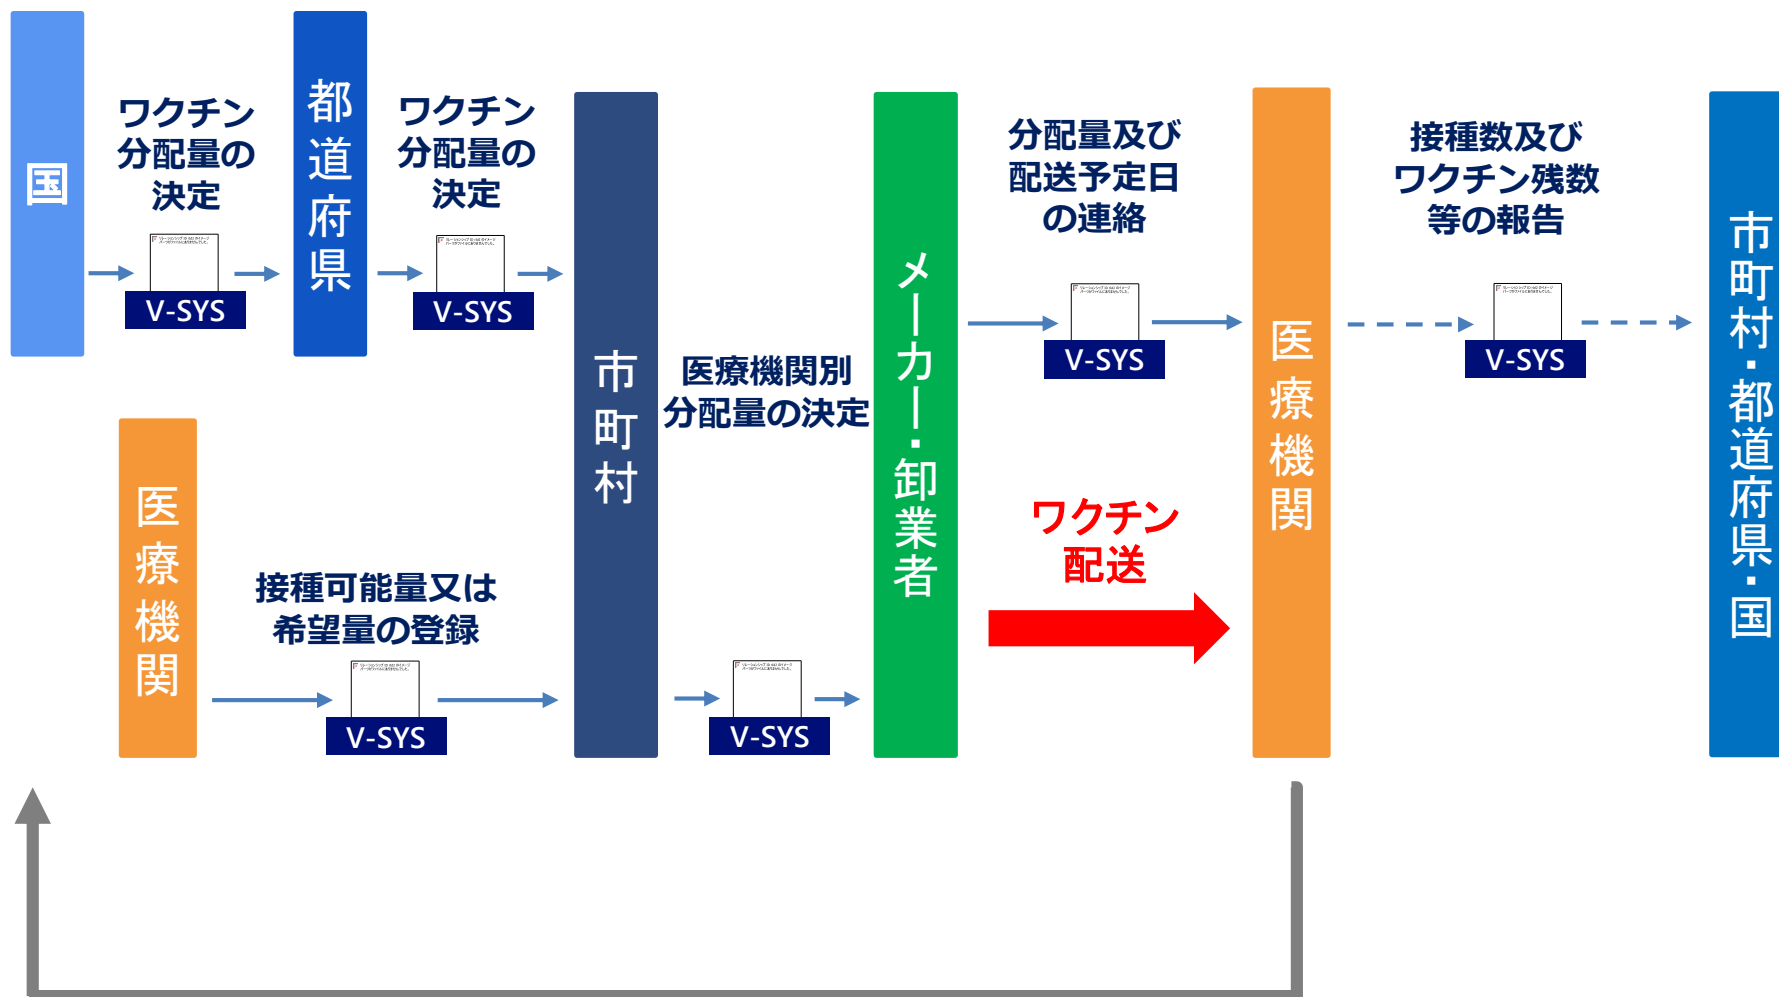 国
ワクチン
分配量の
決定
V-SYS
都道府県
ワクチン
分配量の
決定
V-SYS
医療機関
接種可能量又は
希望量の登録
V-SYS
市町村
医療機関別
分配量の決定
V-SYS
メーカー・卸業者
分配量及び
配送予定日
の連絡
V-SYS
ワクチン
配送
医療機関
接種数及び
ワクチン残数
等の報告
V-SYS
市町村・都道府県・国